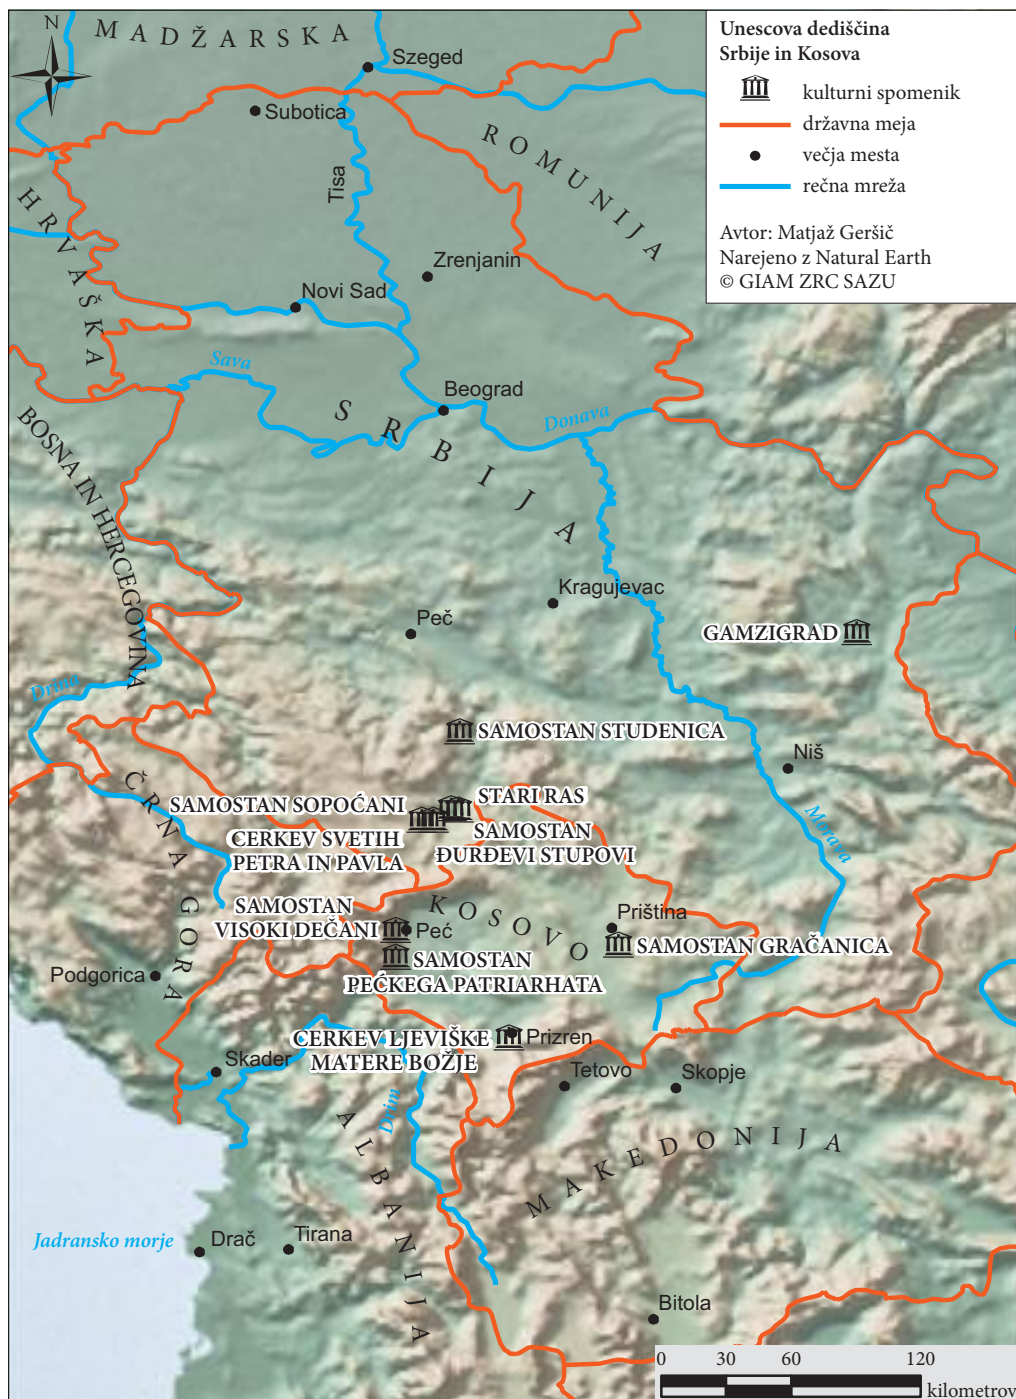 N
MADŽARSKA
Szeged
Subotica
Tisa
ROMUNIJA
HRVAŠKA
Zrenjanin
Novi Sad
Sava
Beograd
Donava
SRBIJA
BOSNA IN HERCEGOVINA
Kragujevac
Peč
GAMZIGRAD
Drina
SAMOSTAN STUDENICA
Niš
ČRNA GORA
SAMOSTAN SOPOĆANI
STARI RAS
CERKEV SVETIH
PETRA IN PAVLA
SAMOSTAN
ĐURĐEVI STUPOVI
Morava
SAMOSTAN
VISOKI DEČANI
Peć
KOSOVO
Priština
SAMOSTAN GRAČANICA
SAMOSTAN
PEĆKEGA PATRIARHATA
Podgorica
CERKEV LJEVIŠKE
MATERE BOŽJE
Prizren
Skader
Tetovo
Skopje
Drim
ALBANIJA
MAKEDONIJA
Jadransko morje
Drač
Tirana
Bitola
Unescova dediščina
Srbije in Kosova
kulturni spomenik
državna meja
večja mesta
rečna mreža
Avtor: Matjaž Geršič
Narejeno z Natural Earth
© GIAM ZRC SAZU
0 30 60 120
kilometrov